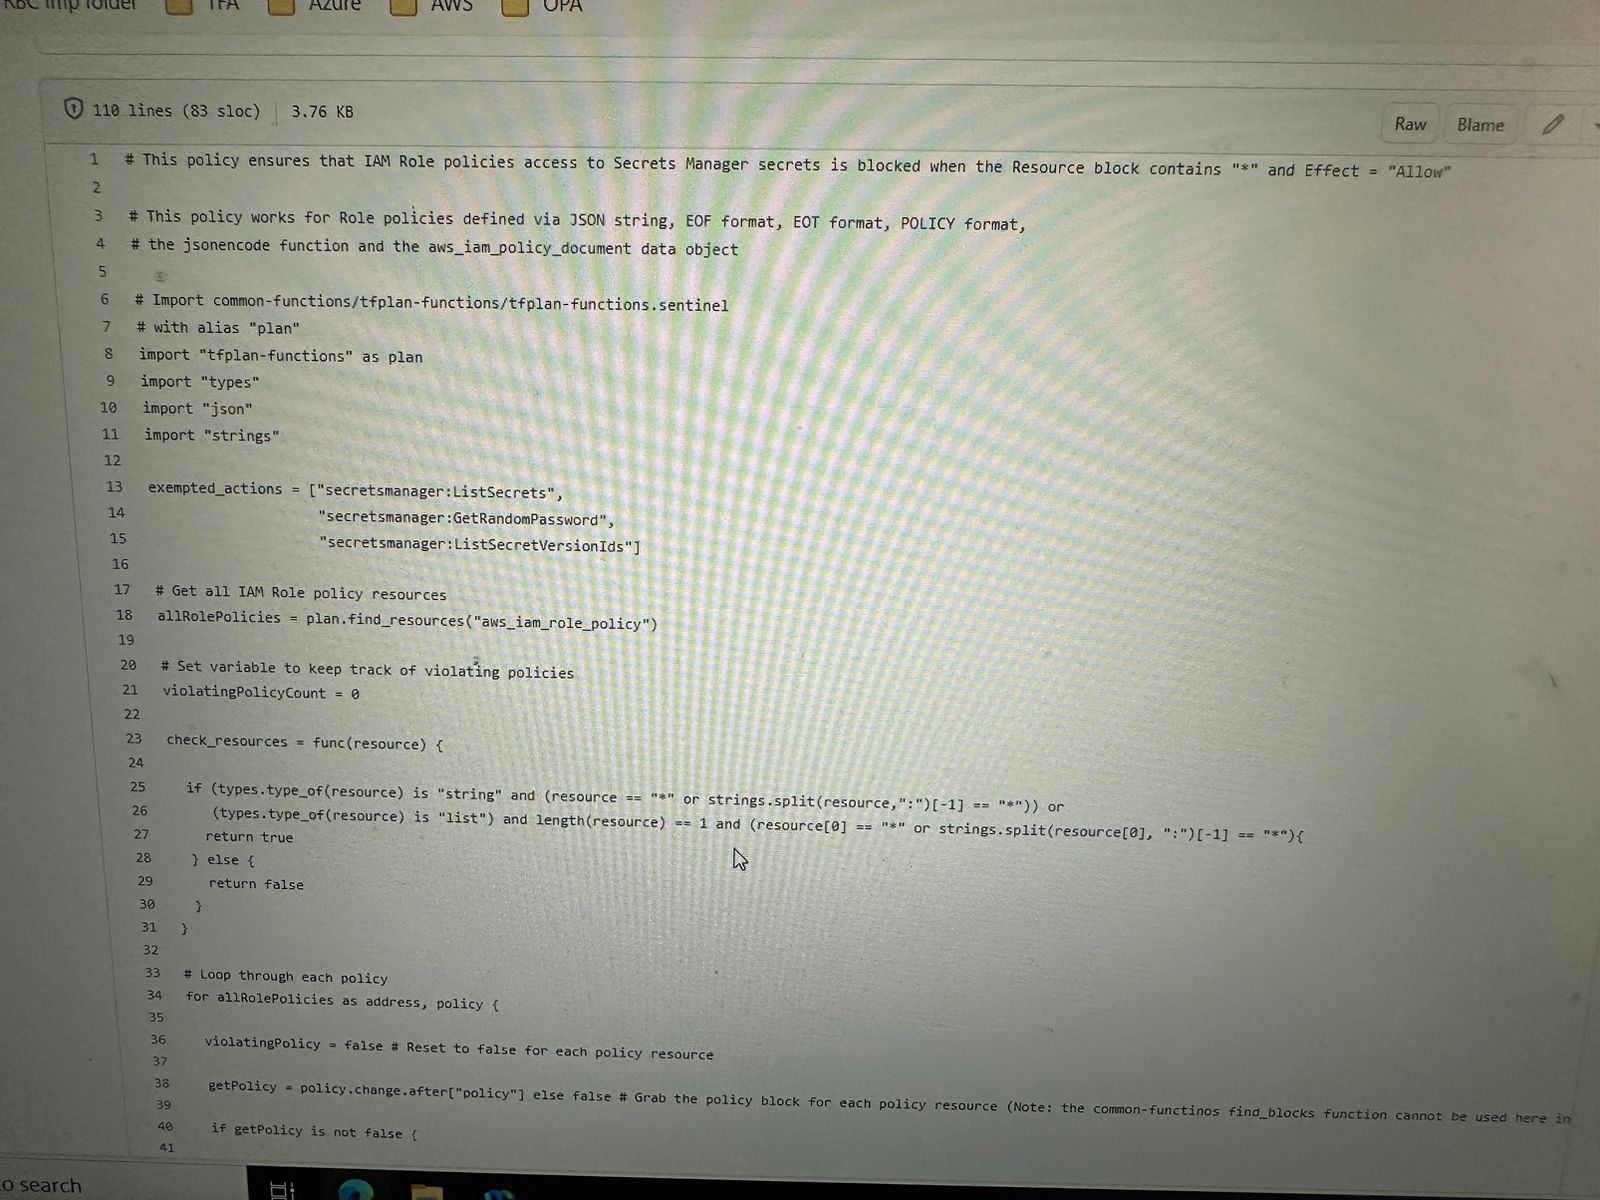 Imp folder TFA Azure AWS OPA
110 lines (83 sloc) 3.76 KB
Raw Blame
1 # This policy ensures that IAM Role policies access to Secrets Manager secrets is blocked when the Resource block contains "*" and Effect = "Allow"
2
3 # This policy works for Role policies defined via JSON string, EOF format, EOT format, POLICY format,
4 # the jsonencode function and the aws_iam_policy_document data object
5
6 # Import common-functions/tfplan-functions/tfplan-functions.sentinel
7 # with alias "plan"
8 import "tfplan-functions" as plan
9 import "types"
10 import "json"
11 import "strings"
12
13 exempted_actions = ["secretsmanager:ListSecrets",
14 "secretsmanager:GetRandomPassword",
15 "secretsmanager:ListSecretVersionIds"]
16
17 # Get all IAM Role policy resources
18 allRolePolicies = plan.find_resources("aws_iam_role_policy")
19
20 # Set variable to keep track of violating policies
21 violatingPolicyCount = 0
22
23 check_resources = func(resource) {
24
25 if (types.type_of(resource) is "string" and (resource == "*" or strings.split(resource,":")[-1] == "*")) or
26 (types.type_of(resource) is "list") and length(resource) == 1 and (resource[0] == "*" or strings.split(resource[0], ":")[-1] == "*"){
27 return true
28 } else {
29 return false
30 }
31 }
32
33 # Loop through each policy
34 for allRolePolicies as address, policy {
35
36 violatingPolicy = false # Reset to false for each policy resource
37
38 getPolicy = policy.change.after["policy"] else false # Grab the policy block for each policy resource (Note: the common-functinos find_blocks function cannot be used here in
39
40 if getPolicy is not false {
41
to search